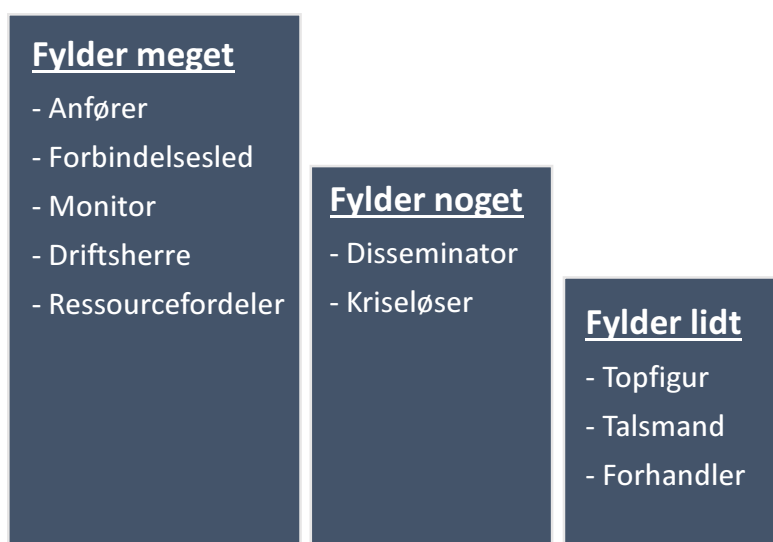 Fylder meget
- Anfører
- Forbindelsesled
- Monitor
- Driftsherre
- Ressourcefordeler
Fylder noget
- Disseminator
- Kriseløser
Fylder lidt
- Topfigur
- Talsmand
- Forhandler